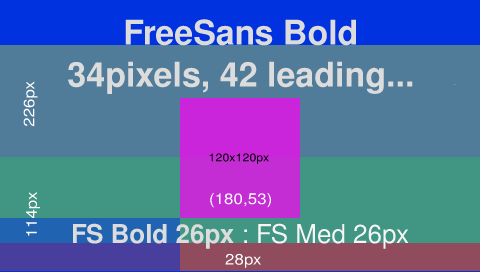 FreeSans Bold
34pixels, 42 leading...
226px
120x120px
(180,53)
114px
FS Bold 26px : FS Med 26px
28px